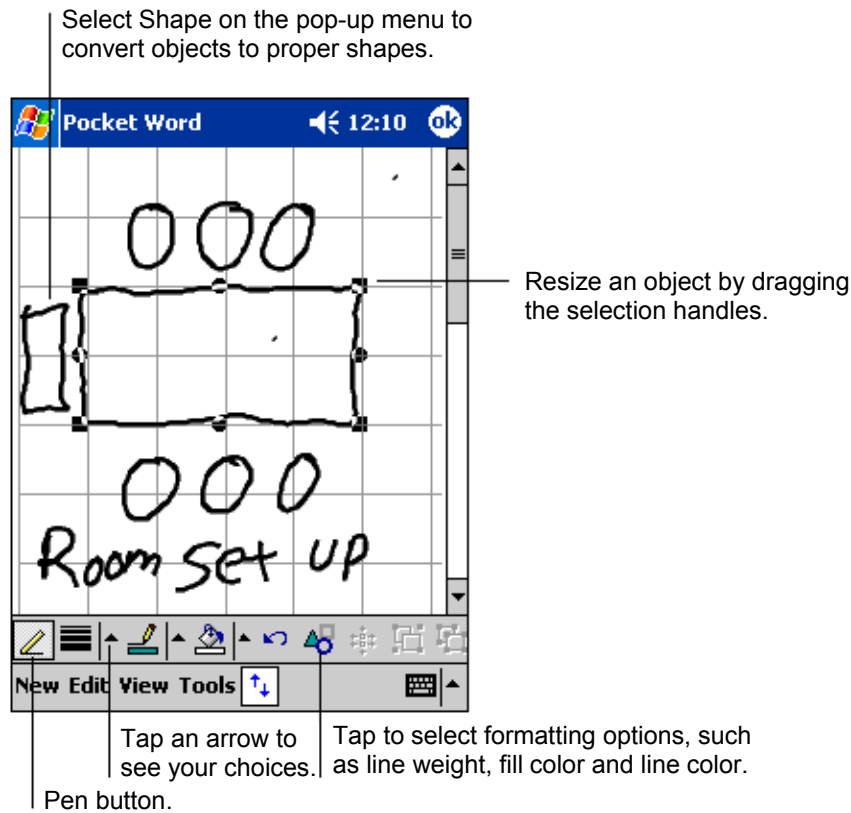 Select Shape on the pop-up menu to
convert objects to proper shapes.
Pocket Word 12:10 ok
Resize an object by dragging
the selection handles.
Room set up
New Edit View Tools
Tap an arrow to
see your choices.
Tap to select formatting options, such
as line weight, fill color and line color.
Pen button.